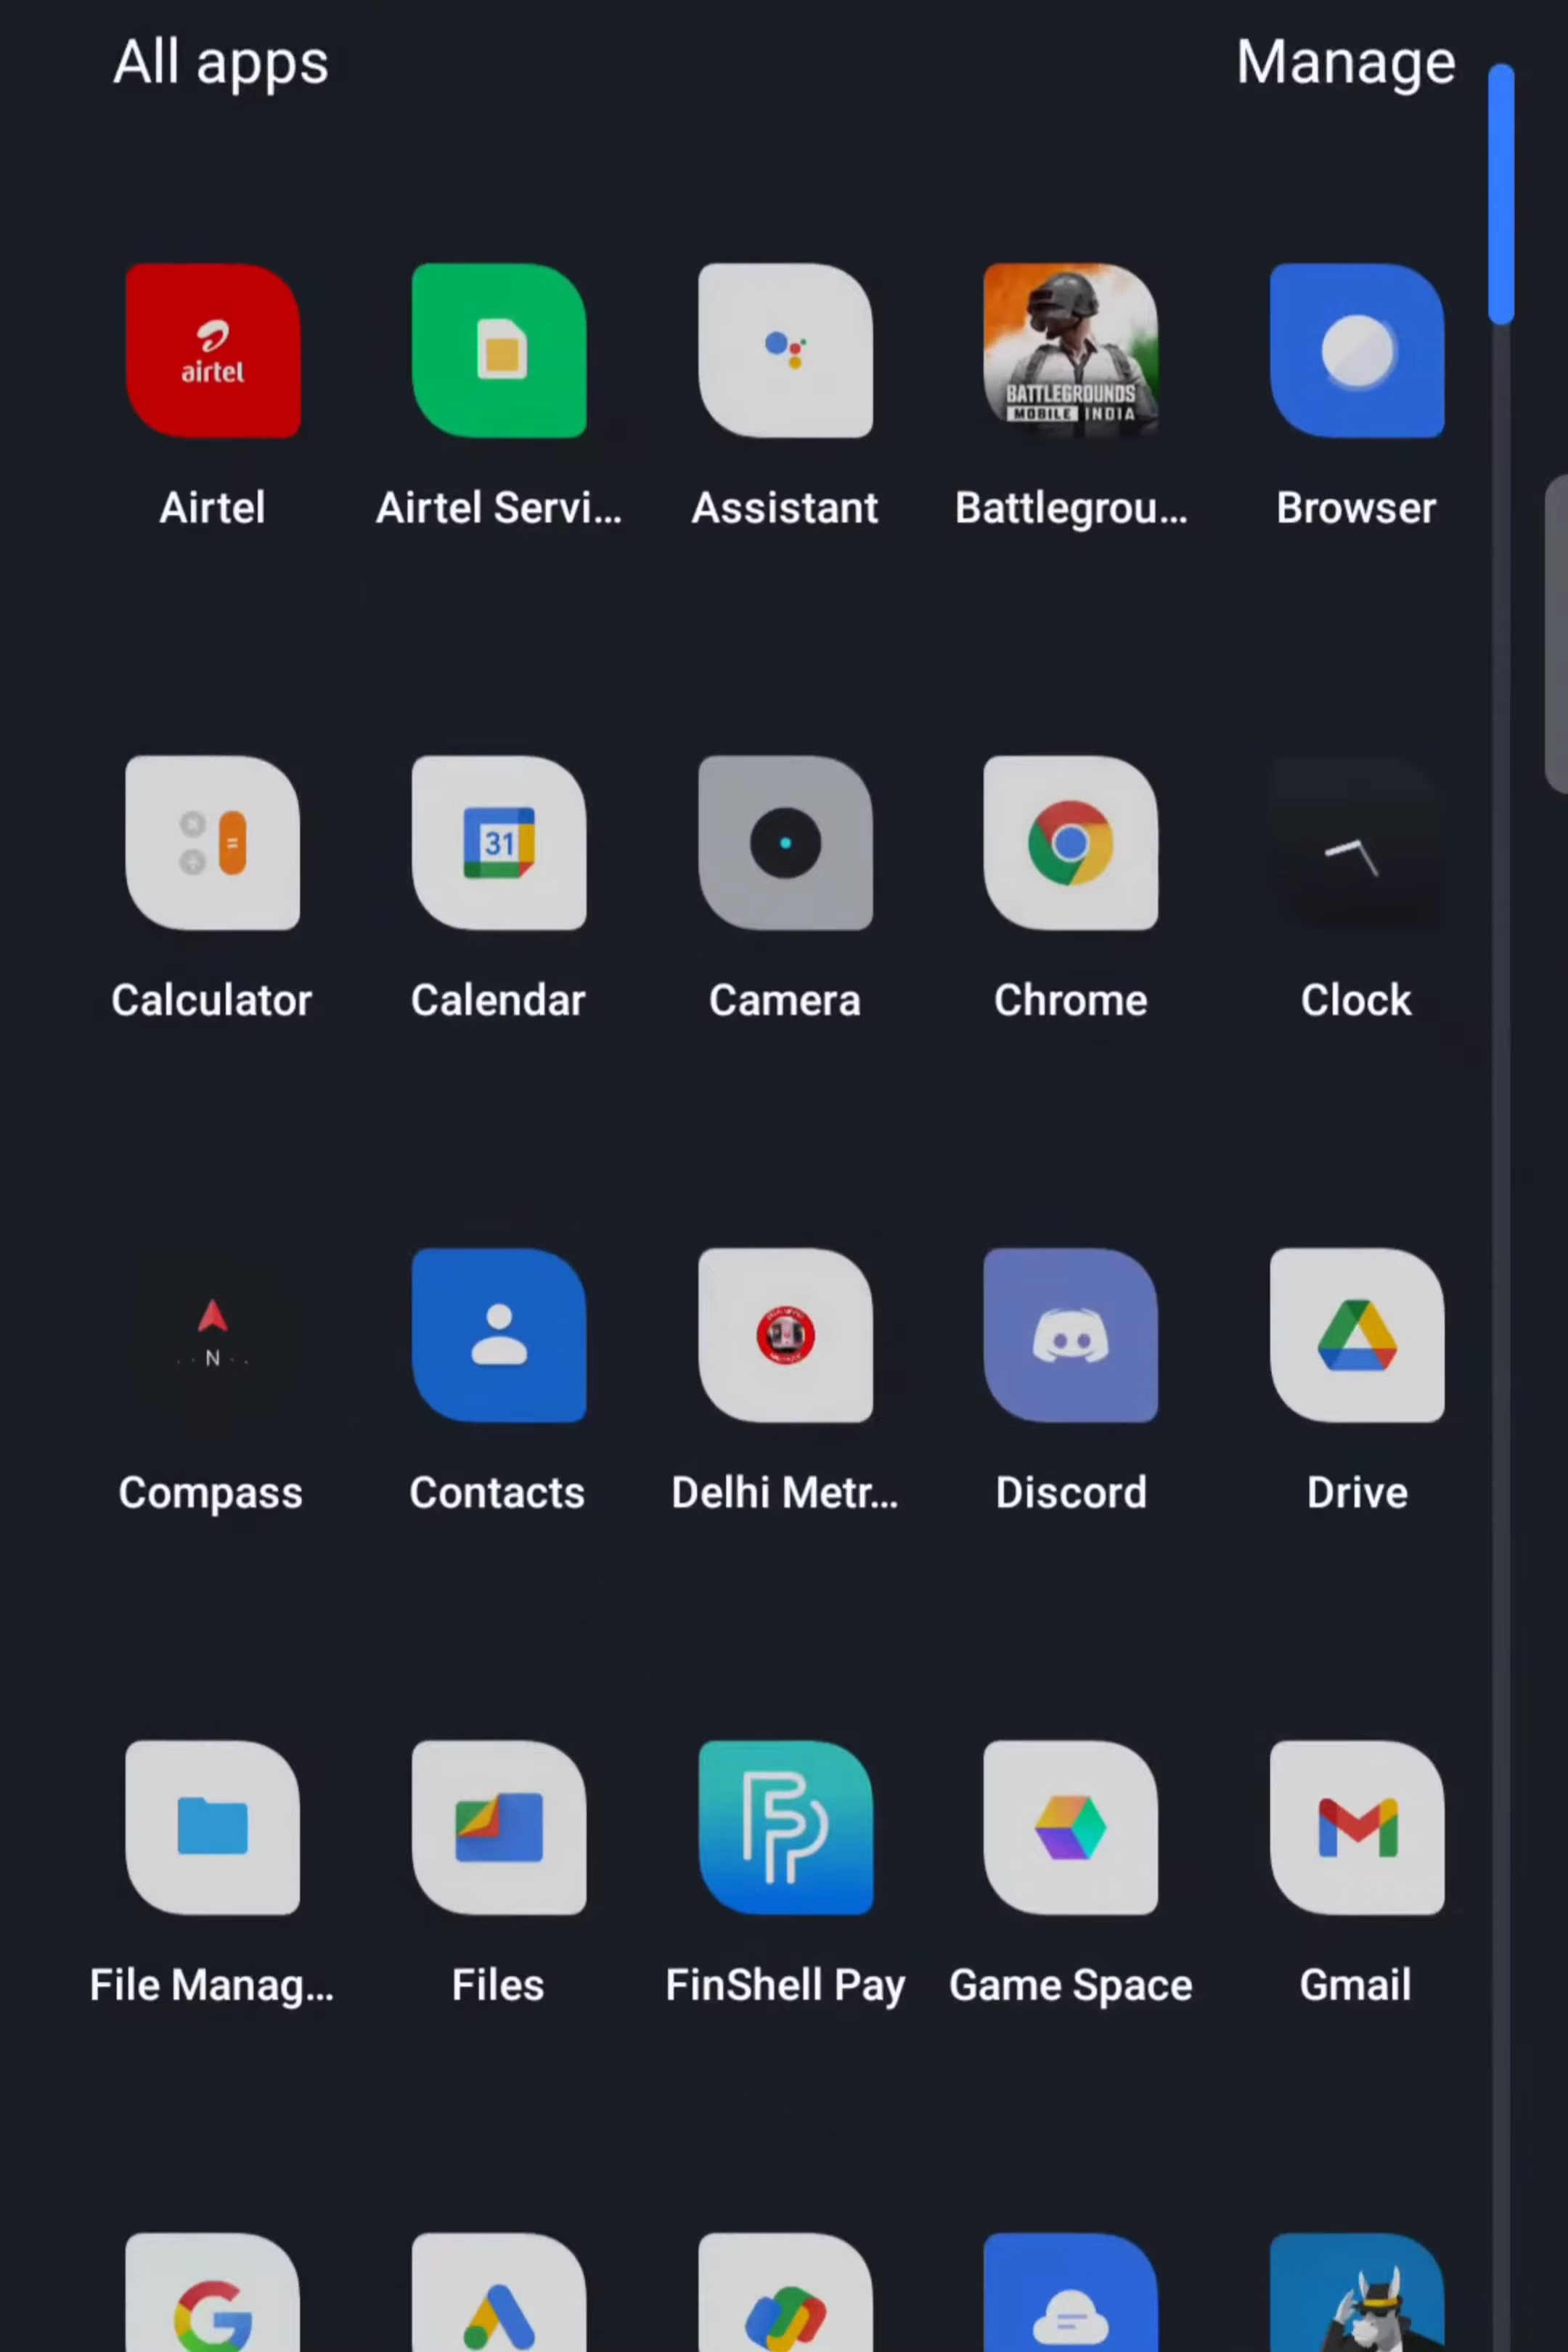 All apps Manage
airtel
BATTLEGROUNDS
MOBILE INDIA
Airtel Airtel Servi... Assistant Battlegrou... Browser
31
Calculator Calendar Camera Chrome Clock
N
Compass Contacts Delhi Metr... Discord Drive
File Manag... Files FinShell Pay Game Space Gmail